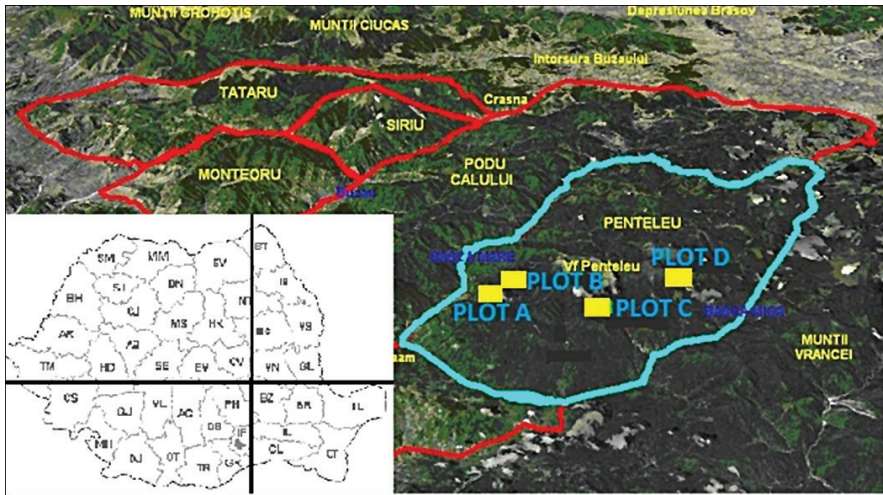 MUNTII GROHOTIS
MUNTII CIUCAS
Depresiunea Brasov
Intorsura Buzaului
TATARU
Crasna
SIRIU
MONTEORU
PODU
CALULUI
PENTELEU
Vf Penteleu
PLOT D
PLOT B
PLOT A
PLOT C
MUNTII
VRANCEI
SM
MM
SV
BT
BH
SJ
BN
IS
NT
CJ
MS
HR
VS
AR
AB
TM
HD
SB
CV
VN
GL
CS
GJ
VL
AG
PH
BZ
BR
TL
DB
IF
IL
MH
DJ
OT
TR
GR
CL
CT